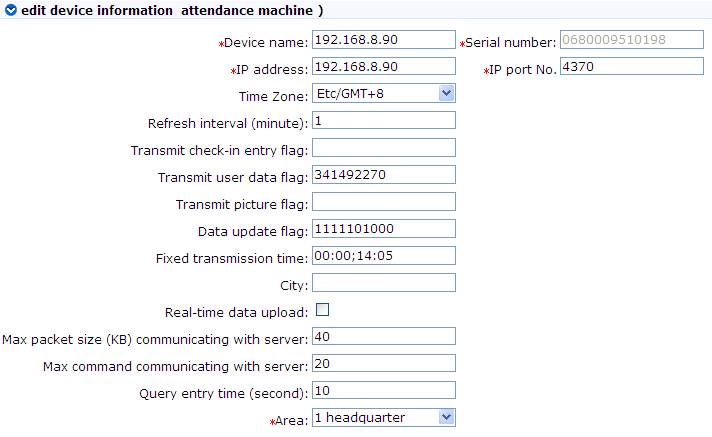 edit device information attendance machine )
*Device name: 192.168.8.90 *Serial number: 0680009510198
*IP address: 192.168.8.90 *IP port No. 4370
Time Zone: Etc/GMT+8
Refresh interval (minute): 1
Transmit check-in entry flag:
Transmit user data flag: 341492270
Transmit picture flag:
Data update flag: 1111101000
Fixed transmission time: 00:00;14:05
City:
Real-time data upload:
Max packet size (KB) communicating with server: 40
Max command communicating with server: 20
Query entry time (second): 10
*Area: 1 headquarter